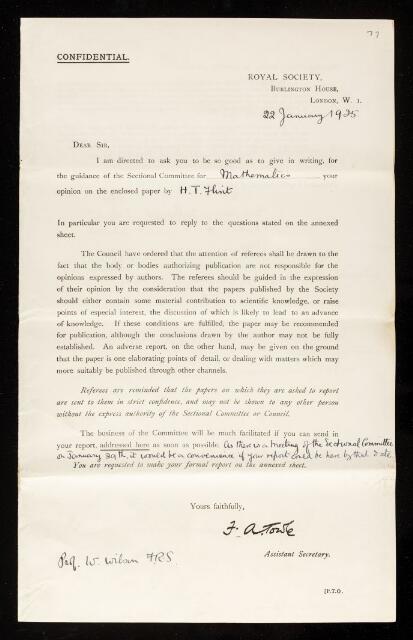 77
CONFIDENTIAL.
ROYAL SOCIETY,
BURLINGTON HOUSE,
LONDON, W. 1.
22 January 1925
DEAR SIR,
I am directed to ask you to be so good as to give in writing, for
the guidance of the Sectional Committee for Mathematics your
opinion on the enclosed paper by H. T. Flint
In particular you are requested to reply to the questions stated on the annexed
sheet.
The Council have ordered that the attention of referees shall be drawn to the
fact that the body or bodies authorizing publication are not responsible for the
opinions expressed by authors. The referees should be guided in the expression
of their opinion by the consideration that the papers published by the Society
should either contain some material contribution to scientific knowledge, or raise
points of especial interest, the discussion of which is likely to lead to an advance
of knowledge. If these conditions are fulfilled, the paper may be recommended
for publication, although the conclusions drawn by the author may not be fully
established. An adverse report, on the other hand, may be given on the ground
that the paper is one elaborating points of detail, or dealing with matters which may
more suitably be published through other channels.
Referees are reminded that the papers on which they are asked to report
are sent to them in strict confidence, and may not be shown to any other person
without the express authority of the Sectional Committee or Council.
The business of the Committee will be much facilitated if you can send in
your report, addressed here as soon as possible. As there is a meeting of the Sectional Committee
on January 29th, it would be a convenience if your report could be here by that date.
You are requested to make your formal report on the annexed sheet.
Yours faithfully,
F. A. Towle
Assistant Secretary.
Prof. W. Wilson F.R.S.
[P.T.O.